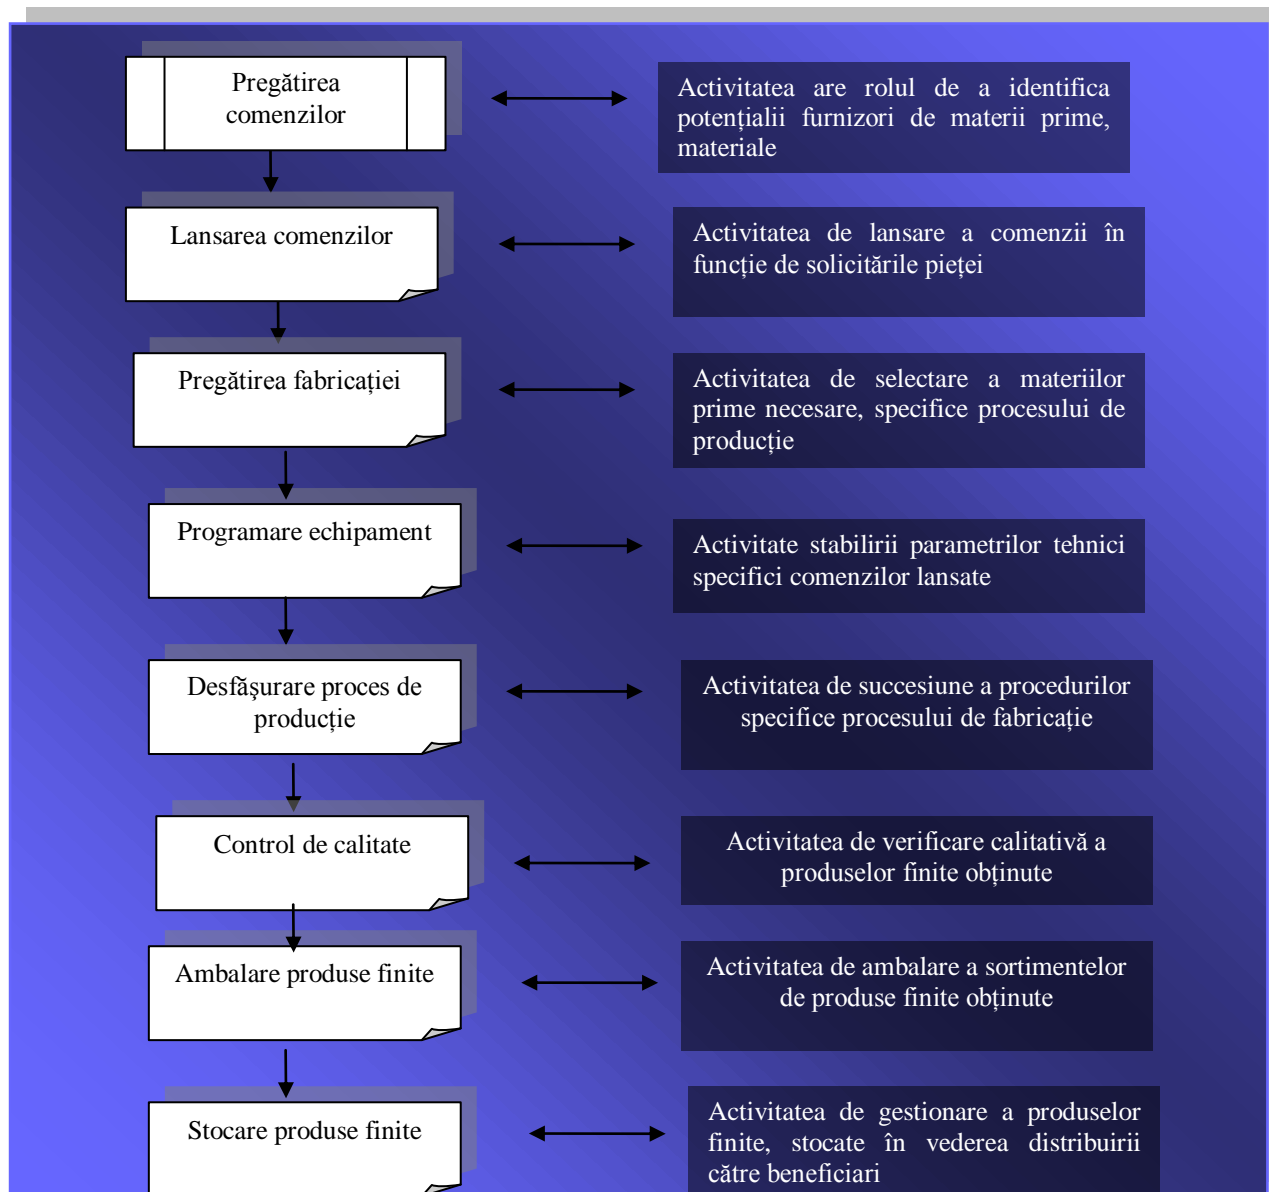 Pregătirea
comenzilor
Activitatea are rolul de a identifica
potențialii furnizori de materii prime,
materiale
Lansarea comenzilor
Activitatea de lansare a comenzii în
funcție de solicitările pieței
Pregătirea fabricației
Activitatea de selectare a materiilor
prime necesare, specifice procesului de
producție
Programare echipament
Activitate stabilirii parametrilor tehnici
specifici comenzilor lansate
Desfăşurare proces de
producție
Activitatea de succesiune a procedurilor
specifice procesului de fabricație
Control de calitate
Activitatea de verificare calitativă a
produselor finite obținute
Ambalare produse finite
Activitatea de ambalare a sortimentelor
de produse finite obținute
Stocare produse finite
Activitatea de gestionare a produselor
finite, stocate în vederea distribuirii
către beneficiari